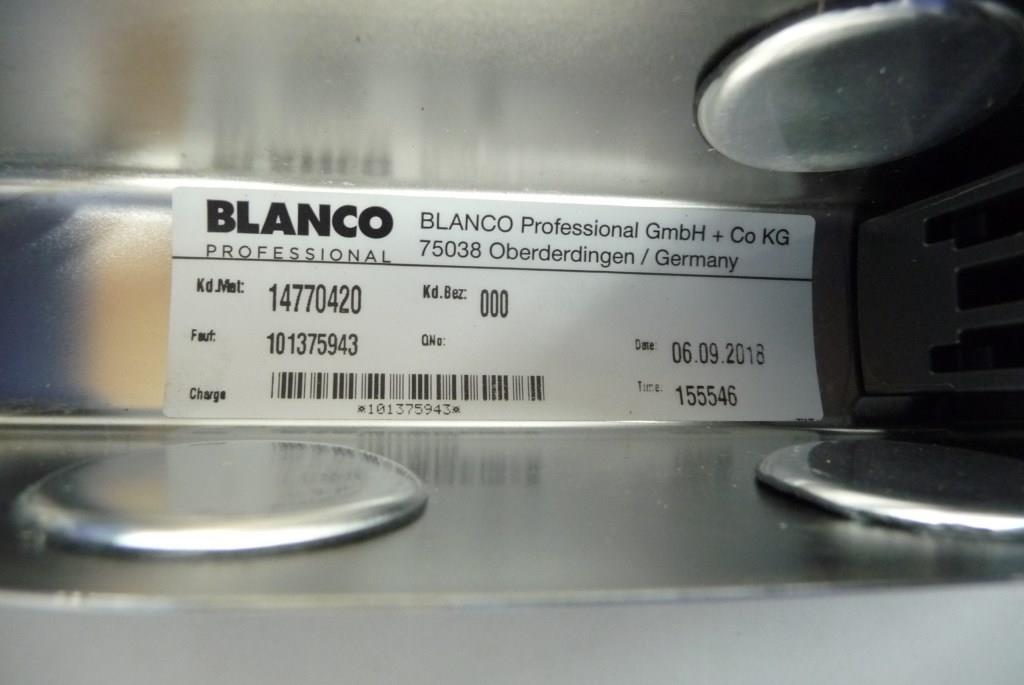 BLANCO
PROFESSIONAL
BLANCO Professional GmbH + Co KG
75038 Oberderdingen / Germany
Kd.Mat: 14770420 Kd.Bez: 000
Fauf: 101375943 QNo: Date: 06.09.2018
Charge *101375943* Time: 155546